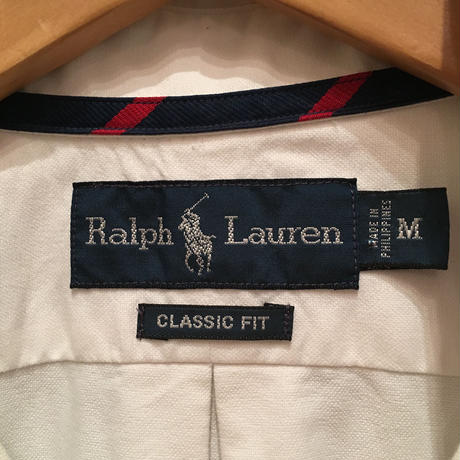 Ralph Lauren
MADE IN
PHILIPPINES
M
CLASSIC FIT